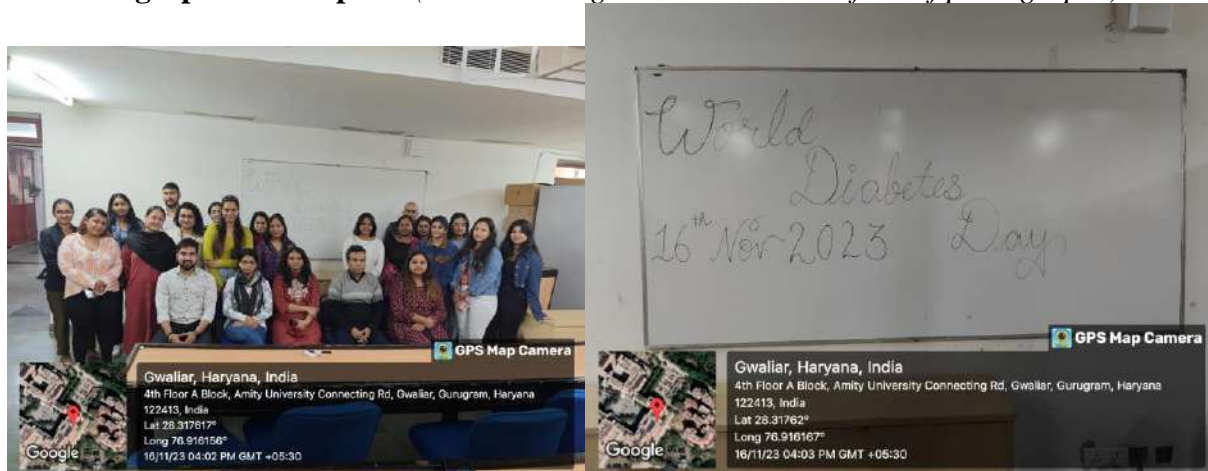 GPS Map Camera
Gwaliar, Haryana, India
4th Floor A Block, Amity University Connecting Rd, Gwaliar, Gurugram, Haryana
122413, India
Lat 28.317617°
Long 76.916156°
16/11/23 04:02 PM GMT +05:30
Google
World
Diabetes
16th Nov 2023 Day
GPS Map Camera
Gwaliar, Haryana, India
4th Floor A Block, Amity University Connecting Rd, Gwaliar, Gurugram, Haryana
122413, India
Lat 28.31762°
Long 76.916167°
16/11/23 04:03 PM GMT +05:30
Google